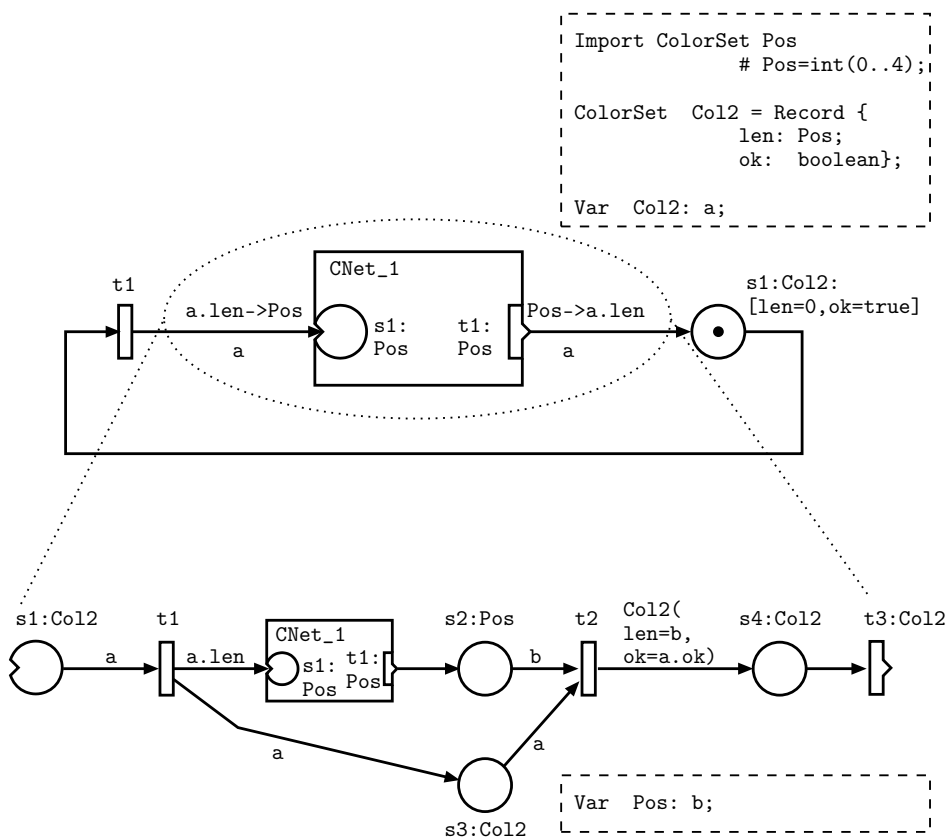 Import ColorSet Pos
# Pos=int(0..4);
ColorSet Col2 = Record {
len: Pos;
ok: boolean};
Var Col2: a;
CNet_1
t1
s1:Col2:
[len=0,ok=true]
a.len->Pos
Pos->a.len
s1:
Pos
t1:
Pos
a
a
s1:Col2
t1
CNet_1
s2:Pos
t2
Col2(
len=b,
ok=a.ok)
s4:Col2
t3:Col2
a
a.len
s1:
Pos
t1:
Pos
b
a
a
s3:Col2
Var Pos: b;